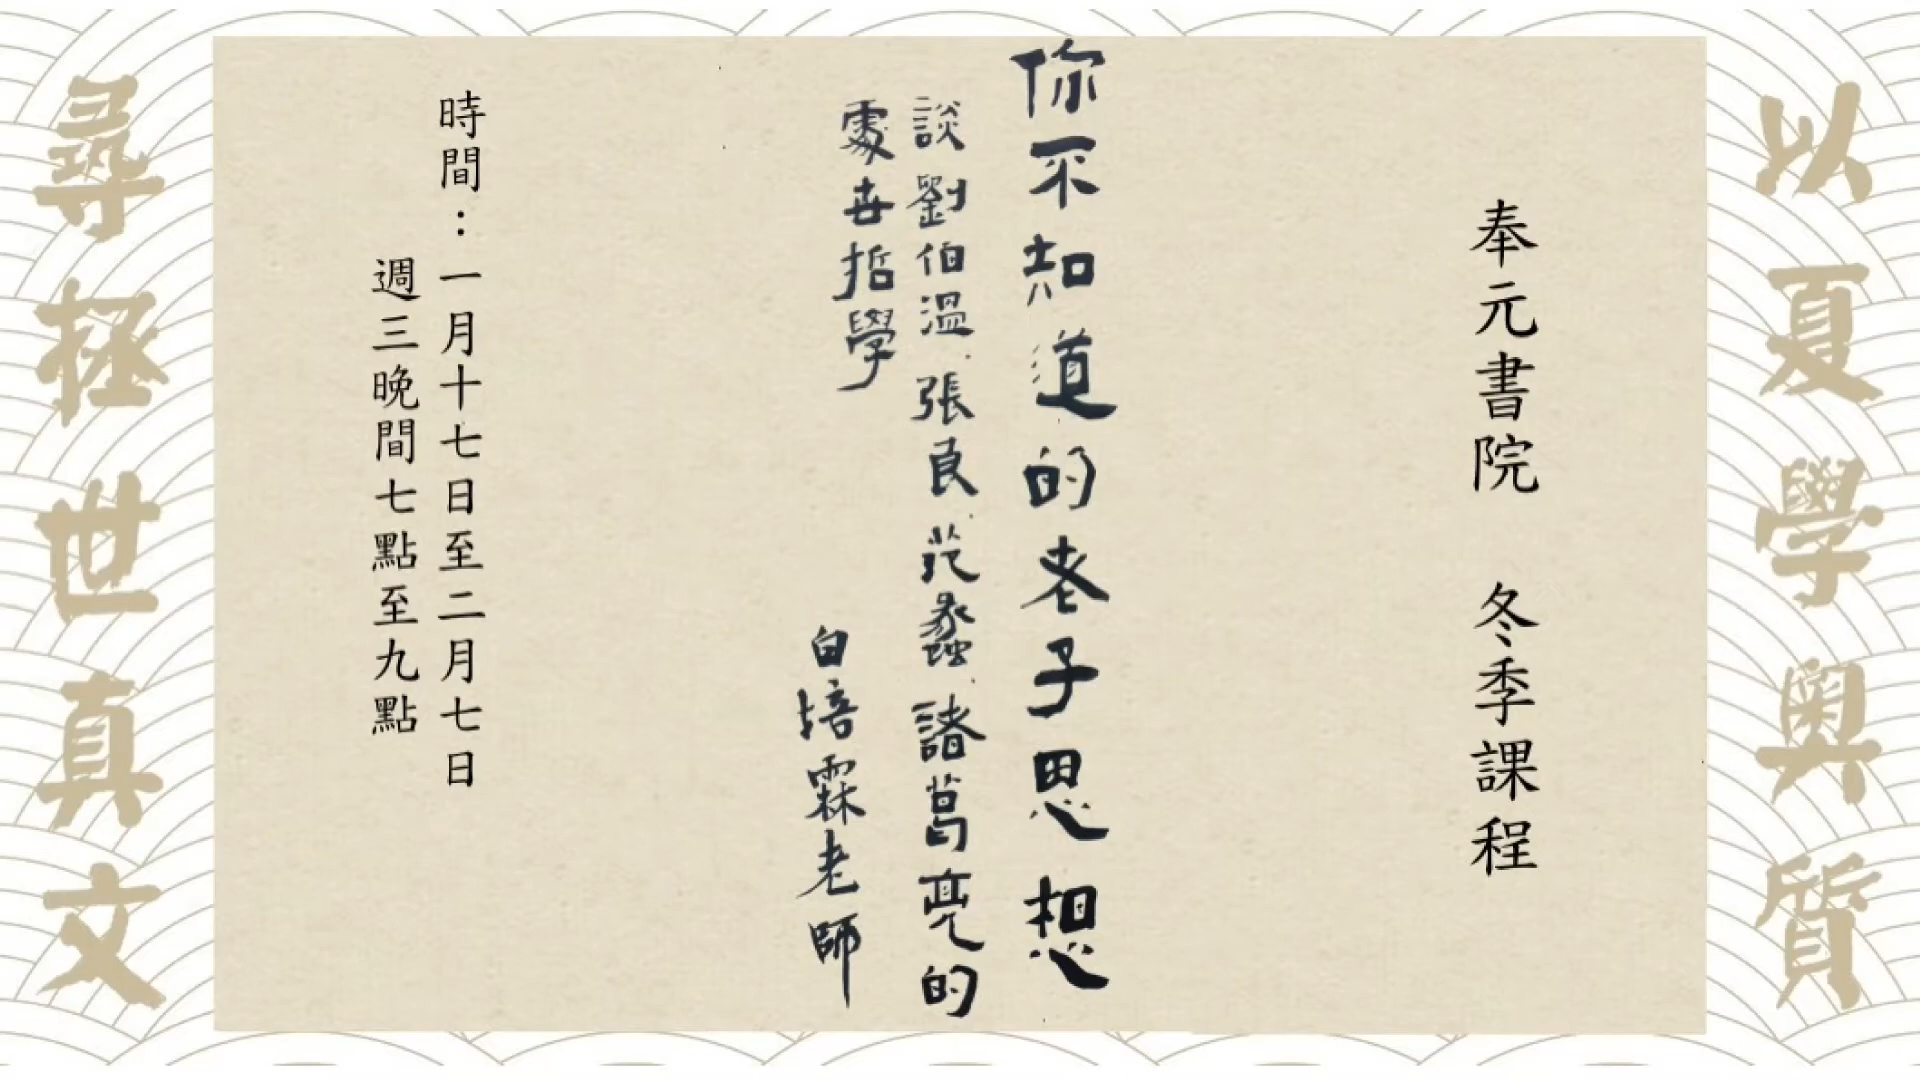 以夏學奧質
奉元書院　冬季課程
你不知道的老子思想
談劉伯溫、張良、范蠡、諸葛亮的
處世哲學
白培霖老師
時間：一月十七日至二月七日
週三晚間七點至九點
尋拯世真文